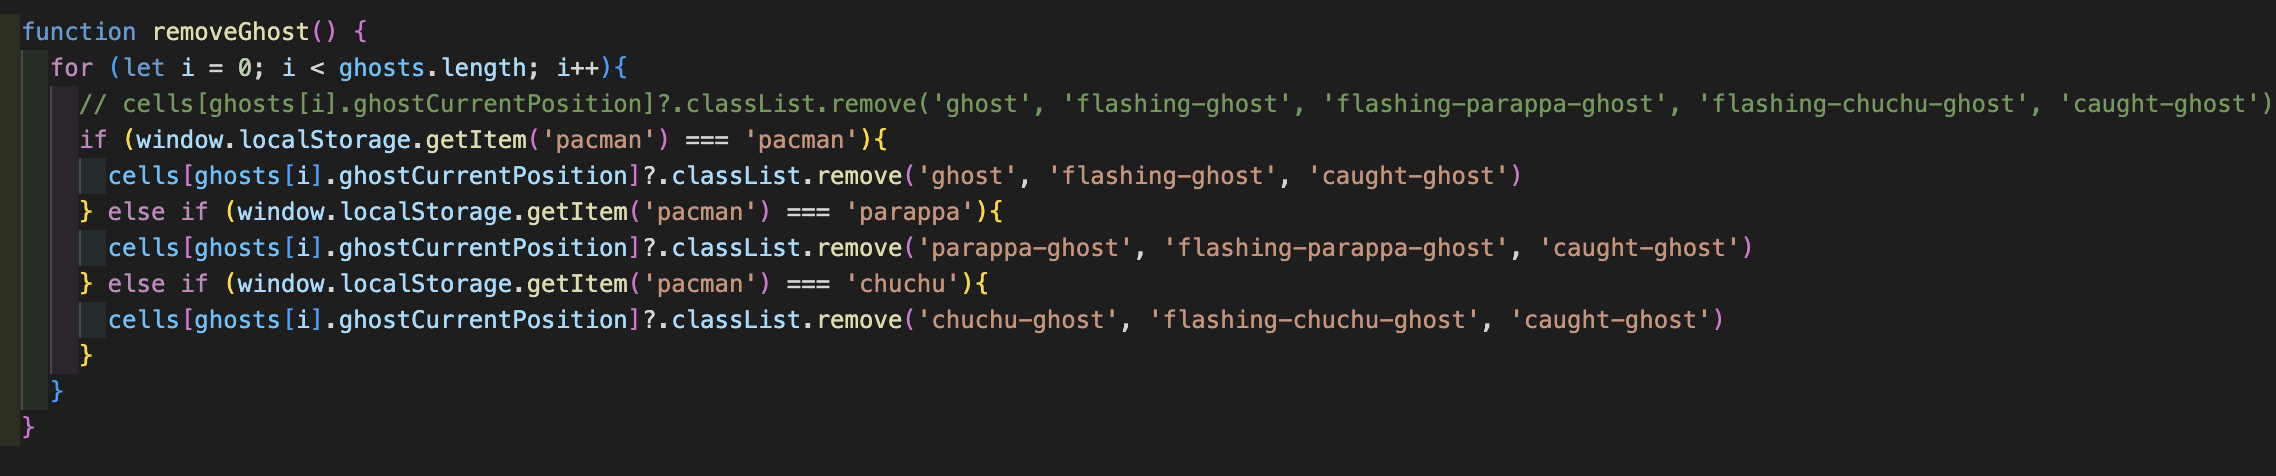 function removeGhost() {
  for (let i = 0; i < ghosts.length; i++){
    // cells[ghosts[i].ghostCurrentPosition]?.classList.remove('ghost', 'flashing-ghost', 'flashing-parappa-ghost', 'flashing-chuchu-ghost', 'caught-ghost')
    if (window.localStorage.getItem('pacman') === 'pacman'){
      cells[ghosts[i].ghostCurrentPosition]?.classList.remove('ghost', 'flashing-ghost', 'caught-ghost')
    } else if (window.localStorage.getItem('pacman') === 'parappa'){
      cells[ghosts[i].ghostCurrentPosition]?.classList.remove('parappa-ghost', 'flashing-parappa-ghost', 'caught-ghost')
    } else if (window.localStorage.getItem('pacman') === 'chuchu'){
      cells[ghosts[i].ghostCurrentPosition]?.classList.remove('chuchu-ghost', 'flashing-chuchu-ghost', 'caught-ghost')
    }
  }
}